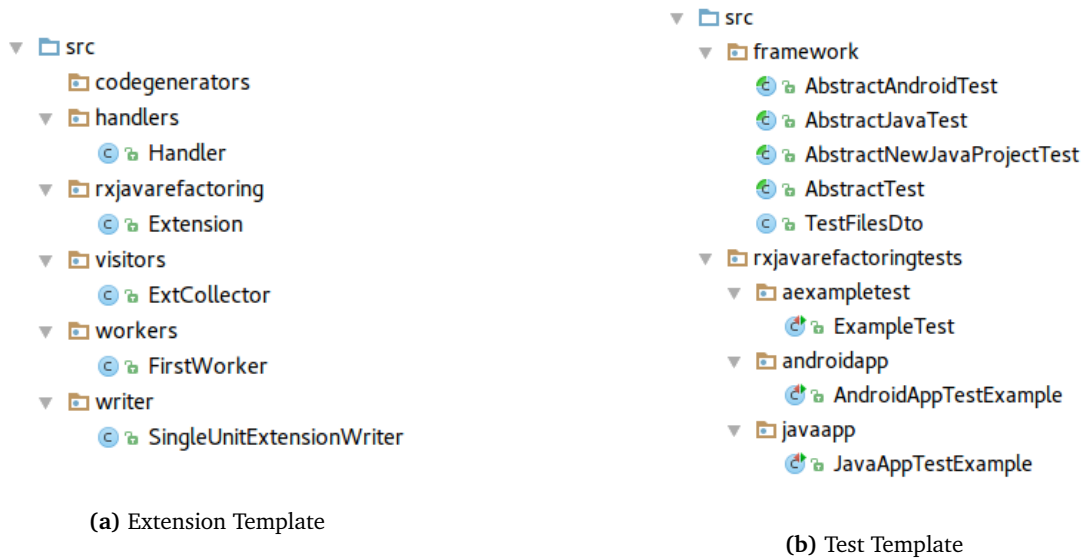 src
codegenerators
handlers
Handler
rxjavarefactoring
Extension
visitors
ExtCollector
workers
FirstWorker
writer
SingleUnitExtensionWriter
(a) Extension Template
src
framework
AbstractAndroidTest
AbstractJavaTest
AbstractNewJavaProjectTest
AbstractTest
TestFilesDto
rxjavarefactoringtests
aexampletest
ExampleTest
androidapp
AndroidAppTestExample
javaapp
JavaAppTestExample
(b) Test Template